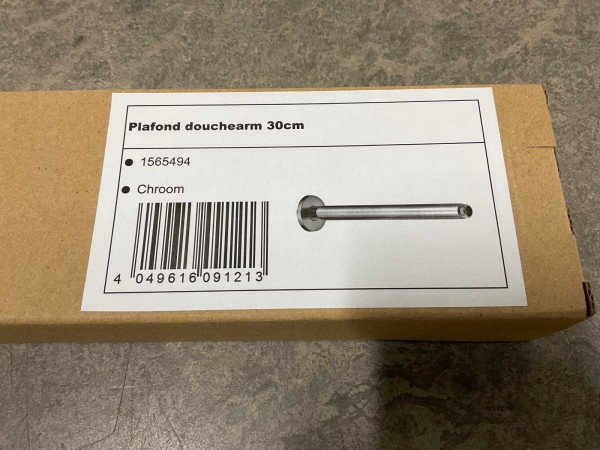 Plafond douchearm 30cm
● 1565494
● Chroom
4 049616 091213